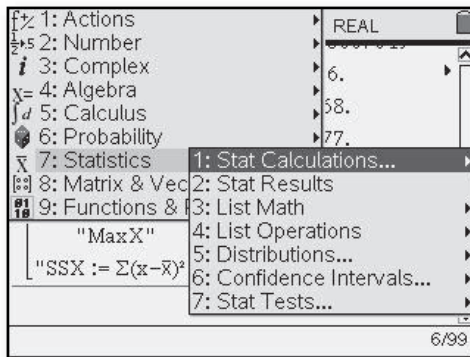 1: Actions
2: Number
3: Complex
4: Algebra
5: Calculus
6: Probability
7: Statistics
8: Matrix & Vec
9: Functions &
REAL
6.
58.
77.
1: Stat Calculations...
2: Stat Results
3: List Math
4: List Operations
5: Distributions...
6: Confidence Intervals...
7: Stat Tests...
"MaxX"
"SSX := Σ(x-x̄)²
6/99